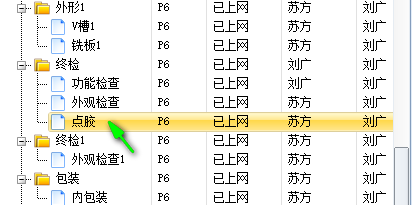 外形1 P6 已上网 苏方 刘广
V槽1 P6 已上网 苏方 刘广
铣板1 P6 已上网 苏方 刘广
终检 P6 已上网 刘广 刘广
功能检查 P6 已上网 刘广 刘广
外观检查 P6 已上网 苏方 刘广
点胶 P6 已上网 苏方 刘广
终检1 P6 已上网 苏方 刘广
外观检查1 P6 已上网 苏方 刘广
包装 P6 已上网 苏方 刘广
内包装 P6 已上网 苏方 刘广